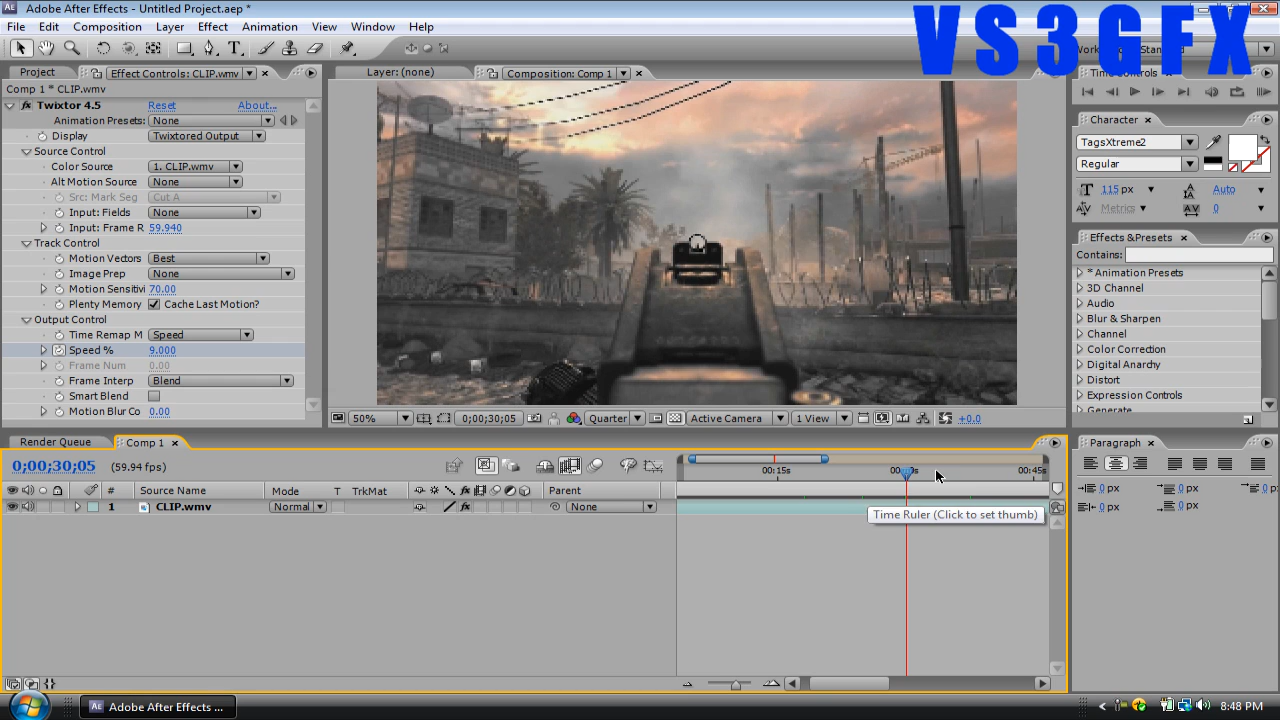 Adobe After Effects - Untitled Project.aep *
VS3GFX
File Edit Composition Layer Effect Animation View Window Help
Project Effect Controls: CLIP.wmv Layer: (none) Composition: Comp 1
Comp 1 * CLIP.wmv
Twixtor 4.5 Reset About...
Animation Presets: None
Display Twixtored Output
Source Control
Color Source 1. CLIP.wmv
Alt Motion Source None
Src: Mark Seg Cut A
Input: Fields None
Input: Frame R 59.940
Track Control
Motion Vectors Best
Image Prep None
Motion Sensitivi 70.00
Plenty Memory Cache Last Motion?
Output Control
Time Remap M Speed
Speed % 9.000
Frame Num 0.00
Frame Interp Blend
Smart Blend
Motion Blur Co 0.00
50% 0;00;30;05 Quarter Active Camera 1 View +0.0
Character
TagsXtreme2
Regular
115 px Auto
Metrics 0
Effects & Presets
Contains:
* Animation Presets
3D Channel
Audio
Blur & Sharpen
Channel
Color Correction
Digital Anarchy
Distort
Expression Controls
Generate
Render Queue Comp 1
0;00;30;05 (59.94 fps)
00:15s 00:45s
# Source Name Mode T TrkMat Parent
1 CLIP.wmv Normal None
Time Ruler (Click to set thumb)
Paragraph
0 px 0 px 0 px
0 px 0 px
Adobe After Effects ...
8:48 PM